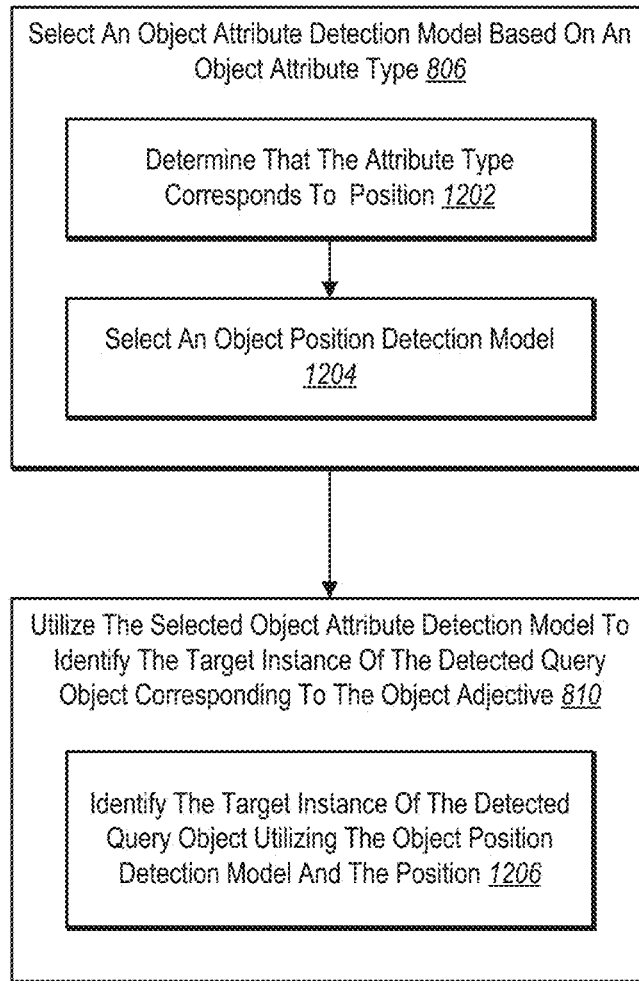 Select An Object Attribute Detection Model Based On An
Object Attribute Type 806
Determine That The Attribute Type
Corresponds To Position 1202
Select An Object Position Detection Model
1204
Utilize The Selected Object Attribute Detection Model To
Identify The Target Instance Of The Detected Query
Object Corresponding To The Object Adjective 810
Identify The Target Instance Of The Detected
Query Object Utilizing The Object Position
Detection Model And The Position 1206